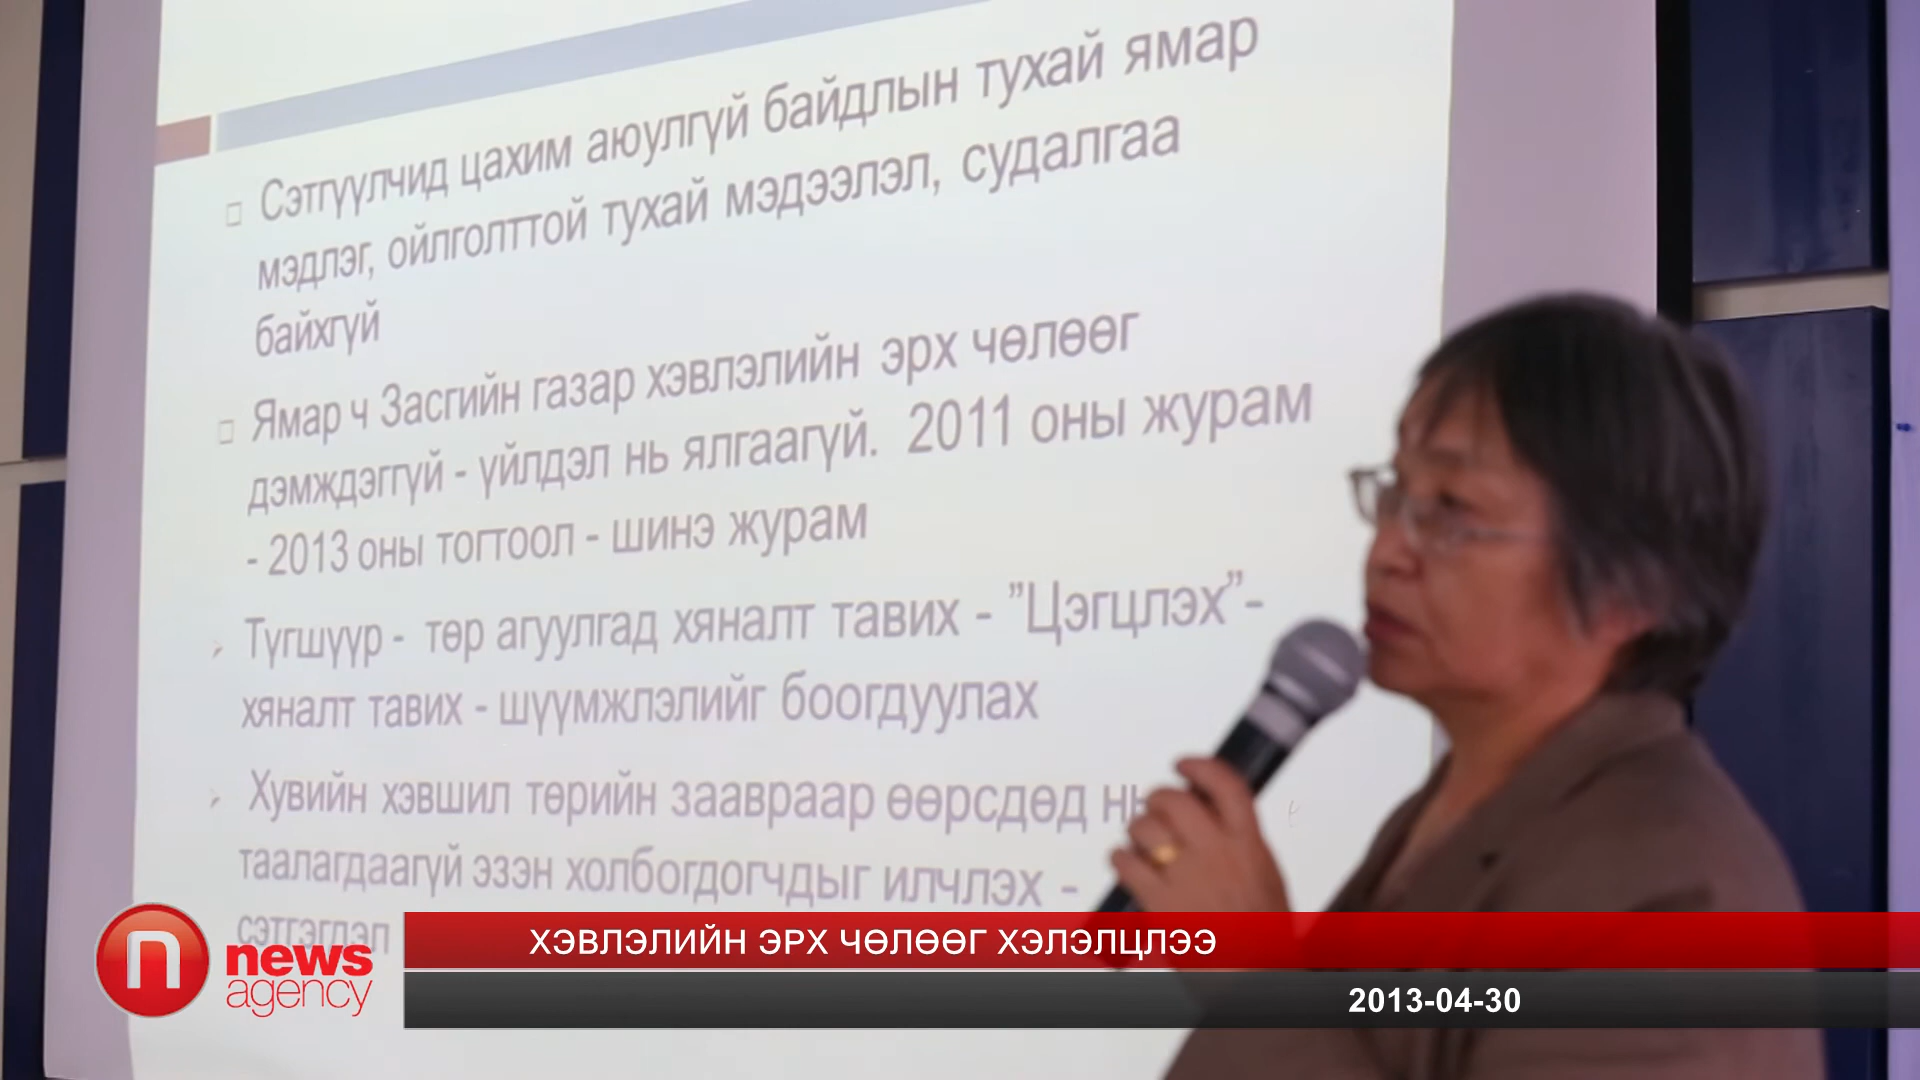 Сэтгүүлчид цахим аюулгүй байдлын тухай ямар
мэдлэг, ойлголттой тухай мэдээлэл, судалгаа
байхгүй
Ямар ч Засгийн газар хэвлэлийн эрх чөлөөг
дэмждэггүй - үйлдэл нь ялгаагүй. 2011 оны журам
- 2013 оны тогтоол - шинэ журам
Түгшүүр - төр агуулгад хяналт тавих - ”Цэгцлэх”-
хяналт тавих - шүүмжлэлийг боогдуулах
Хувийн хэвшил төрийн заавраар өөрсдөд нь
таалагдаагүй эзэн холбогдогчдыг илчлэх -
n news
agency
ХЭВЛЭЛИЙН ЭРХ ЧӨЛӨӨГ ХЭЛЭЛЦЛЭЭ
2013-04-30